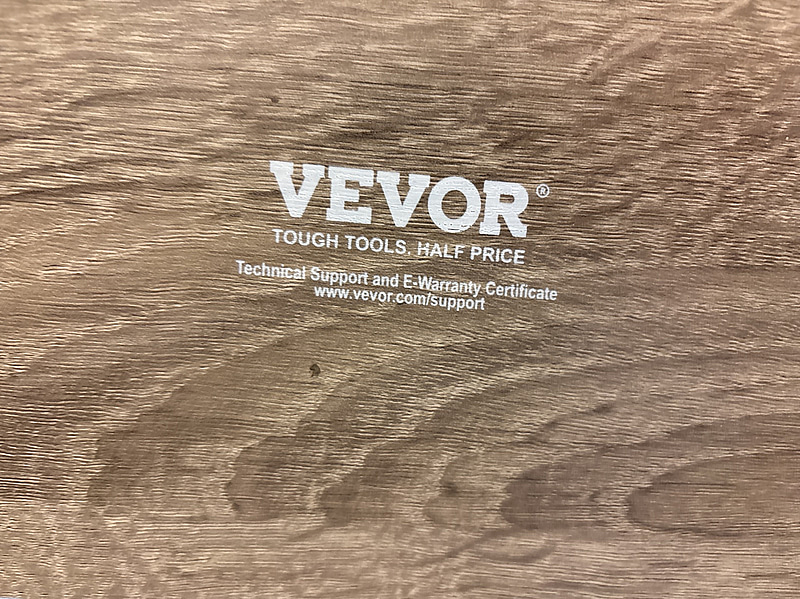 VEVOR®
TOUGH TOOLS, HALF PRICE
Technical Support and E-Warranty Certificate
www.vevor.com/support